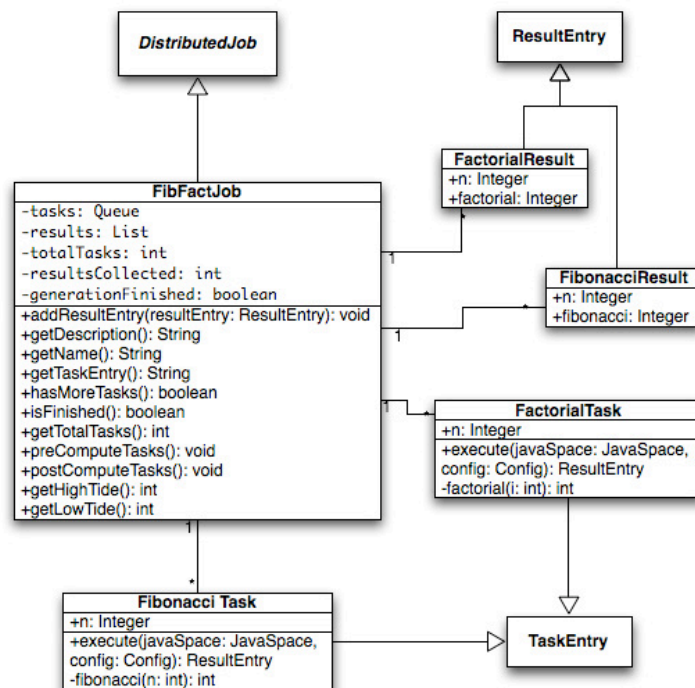 DistributedJob
ResultEntry
FactorialResult
+n: Integer
+factorial: Integer
*
FibFactJob
-tasks: Queue
-results: List
-totalTasks: int
-resultsCollected: int
-generationFinished: boolean
+addResultEntry(resultEntry: ResultEntry): void
+getDescription(): String
+getName(): String
+getTaskEntry(): String
+hasMoreTasks(): boolean
+isFinished(): boolean
+getTotalTasks(): int
+preComputeTasks(): void
+postComputeTasks(): void
+getHighTide(): int
+getLowTide(): int
1
FibonacciResult
+n: Integer
+fibonacci: Integer
*
1
1
*
FactorialTask
+n: Integer
+execute(javaSpace: JavaSpace,
config: Config): ResultEntry
-factorial(i: int): int
1
*
Fibonacci Task
+n: Integer
+execute(javaSpace: JavaSpace,
config: Config): ResultEntry
-fibonacci(n: int): int
TaskEntry